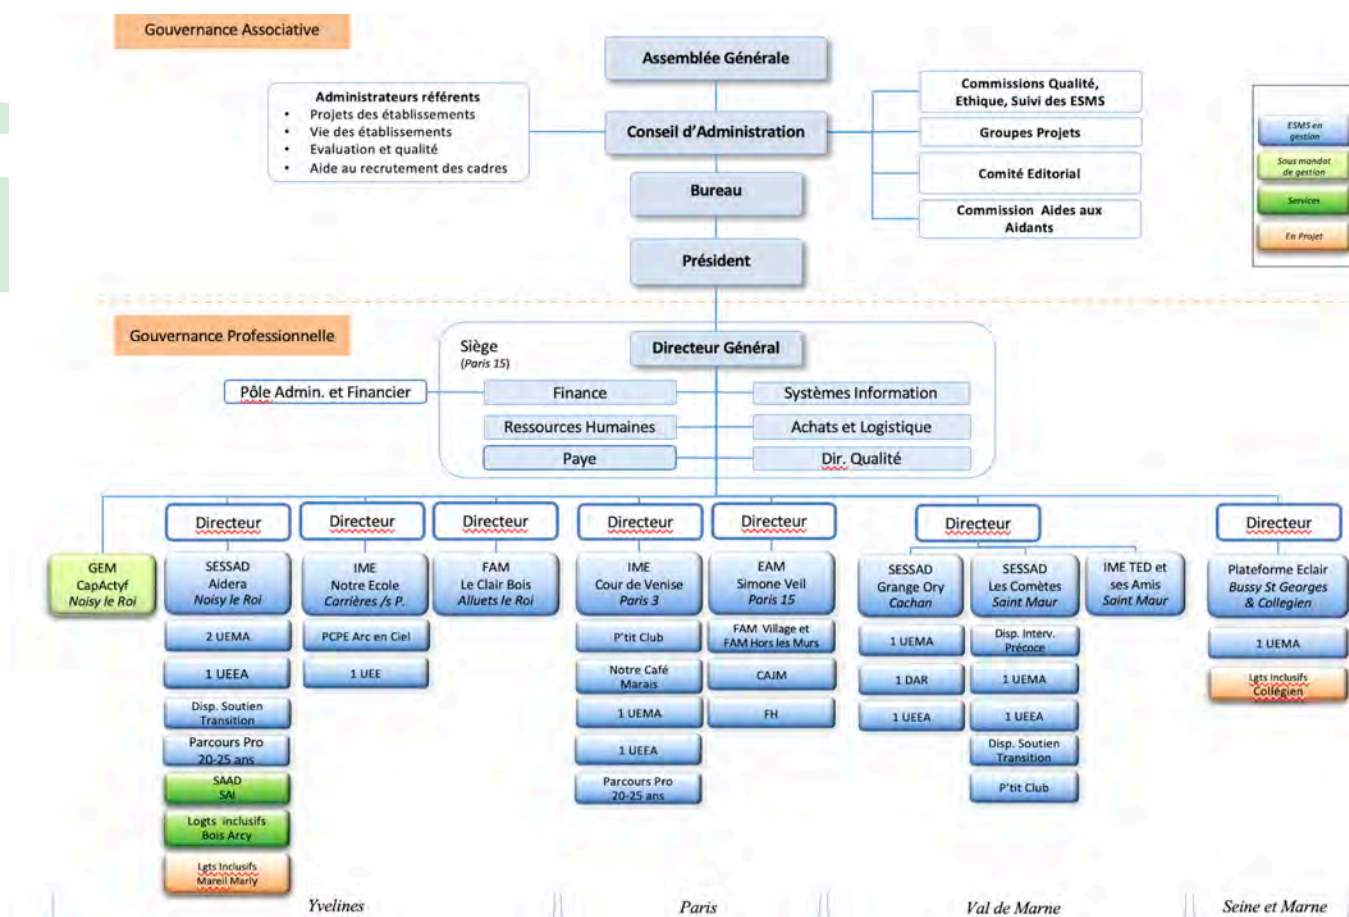 Gouvernance Associative
Assemblée Générale
Administrateurs référents
• Projets des établissements
• Vie des établissements
• Evaluation et qualité
• Aide au recrutement des cadres
Conseil d'Administration
Commissions Qualité,
Ethique, Suivi des ESMS
Groupes Projets
Comité Editorial
Commission Aides aux
Aidants
ESMS en
gestion
Sous mandat
de gestion
Services
En Projet
Bureau
Président
Gouvernance Professionnelle
Siège
(Paris 15)
Directeur Général
Pôle Admin. et Financier
Finance
Systèmes Information
Ressources Humaines
Achats et Logistique
Paye
Dir. Qualité
GEM
CapActyf
Noisy le Roi
Directeur
SESSAD
Aidera
Noisy le Roi
2 UEMA
1 UEEA
Disp. Soutien
Transition
Parcours Pro
20-25 ans
SAAD
SAI
Logts inclusifs
Bois Arcy
Lgts Inclusifs
Mareil Marly
Directeur
IME
Notre Ecole
Carrières /s P.
PCPE Arc en Ciel
1 UEE
Directeur
FAM
Le Clair Bois
Alluets le Roi
Directeur
IME
Cour de Venise
Paris 3
P'tit Club
Notre Café
Marais
1 UEMA
1 UEEA
Parcours Pro
20-25 ans
Directeur
EAM
Simone Veil
Paris 15
FAM Village et
FAM Hors les Murs
CAJM
FH
Directeur
SESSAD
Grange Ory
Cachan
1 UEMA
1 DAR
1 UEEA
SESSAD
Les Comètes
Saint Maur
Disp. Interv.
Précoce
1 UEMA
1 UEEA
Disp. Soutien
Transition
P'tit Club
IME TED et
ses Amis
Saint Maur
Directeur
Plateforme Eclair
Bussy St Georges
& Collegien
1 UEMA
Lgts Inclusifs
Collégien
Yvelines
Paris
Val de Marne
Seine et Marne